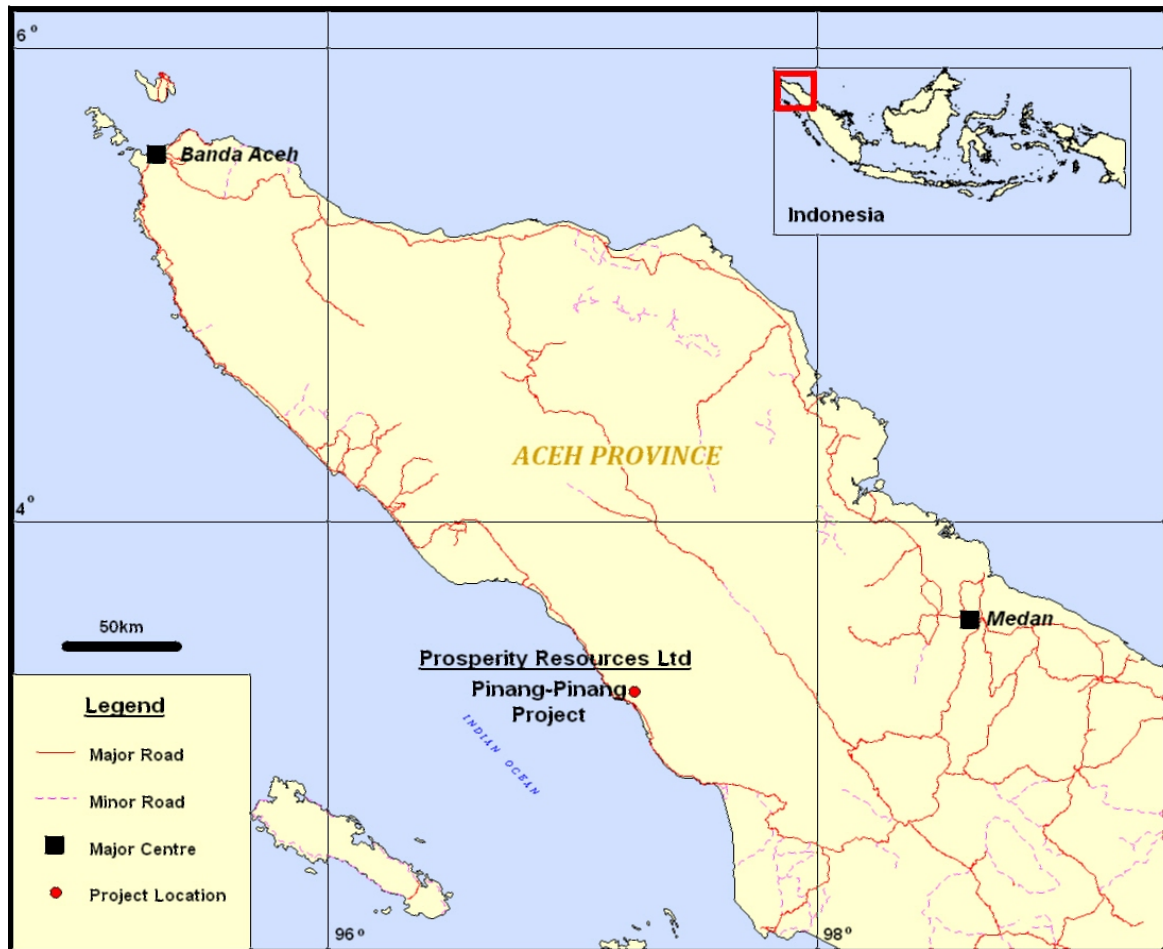 6°
Banda Aceh
Indonesia
ACEH PROVINCE
4°
50km
Medan
Prosperity Resources Ltd
Pinang-Pinang
Project
INDIAN OCEAN
Legend
Major Road
Minor Road
Major Centre
Project Location
96°
98°